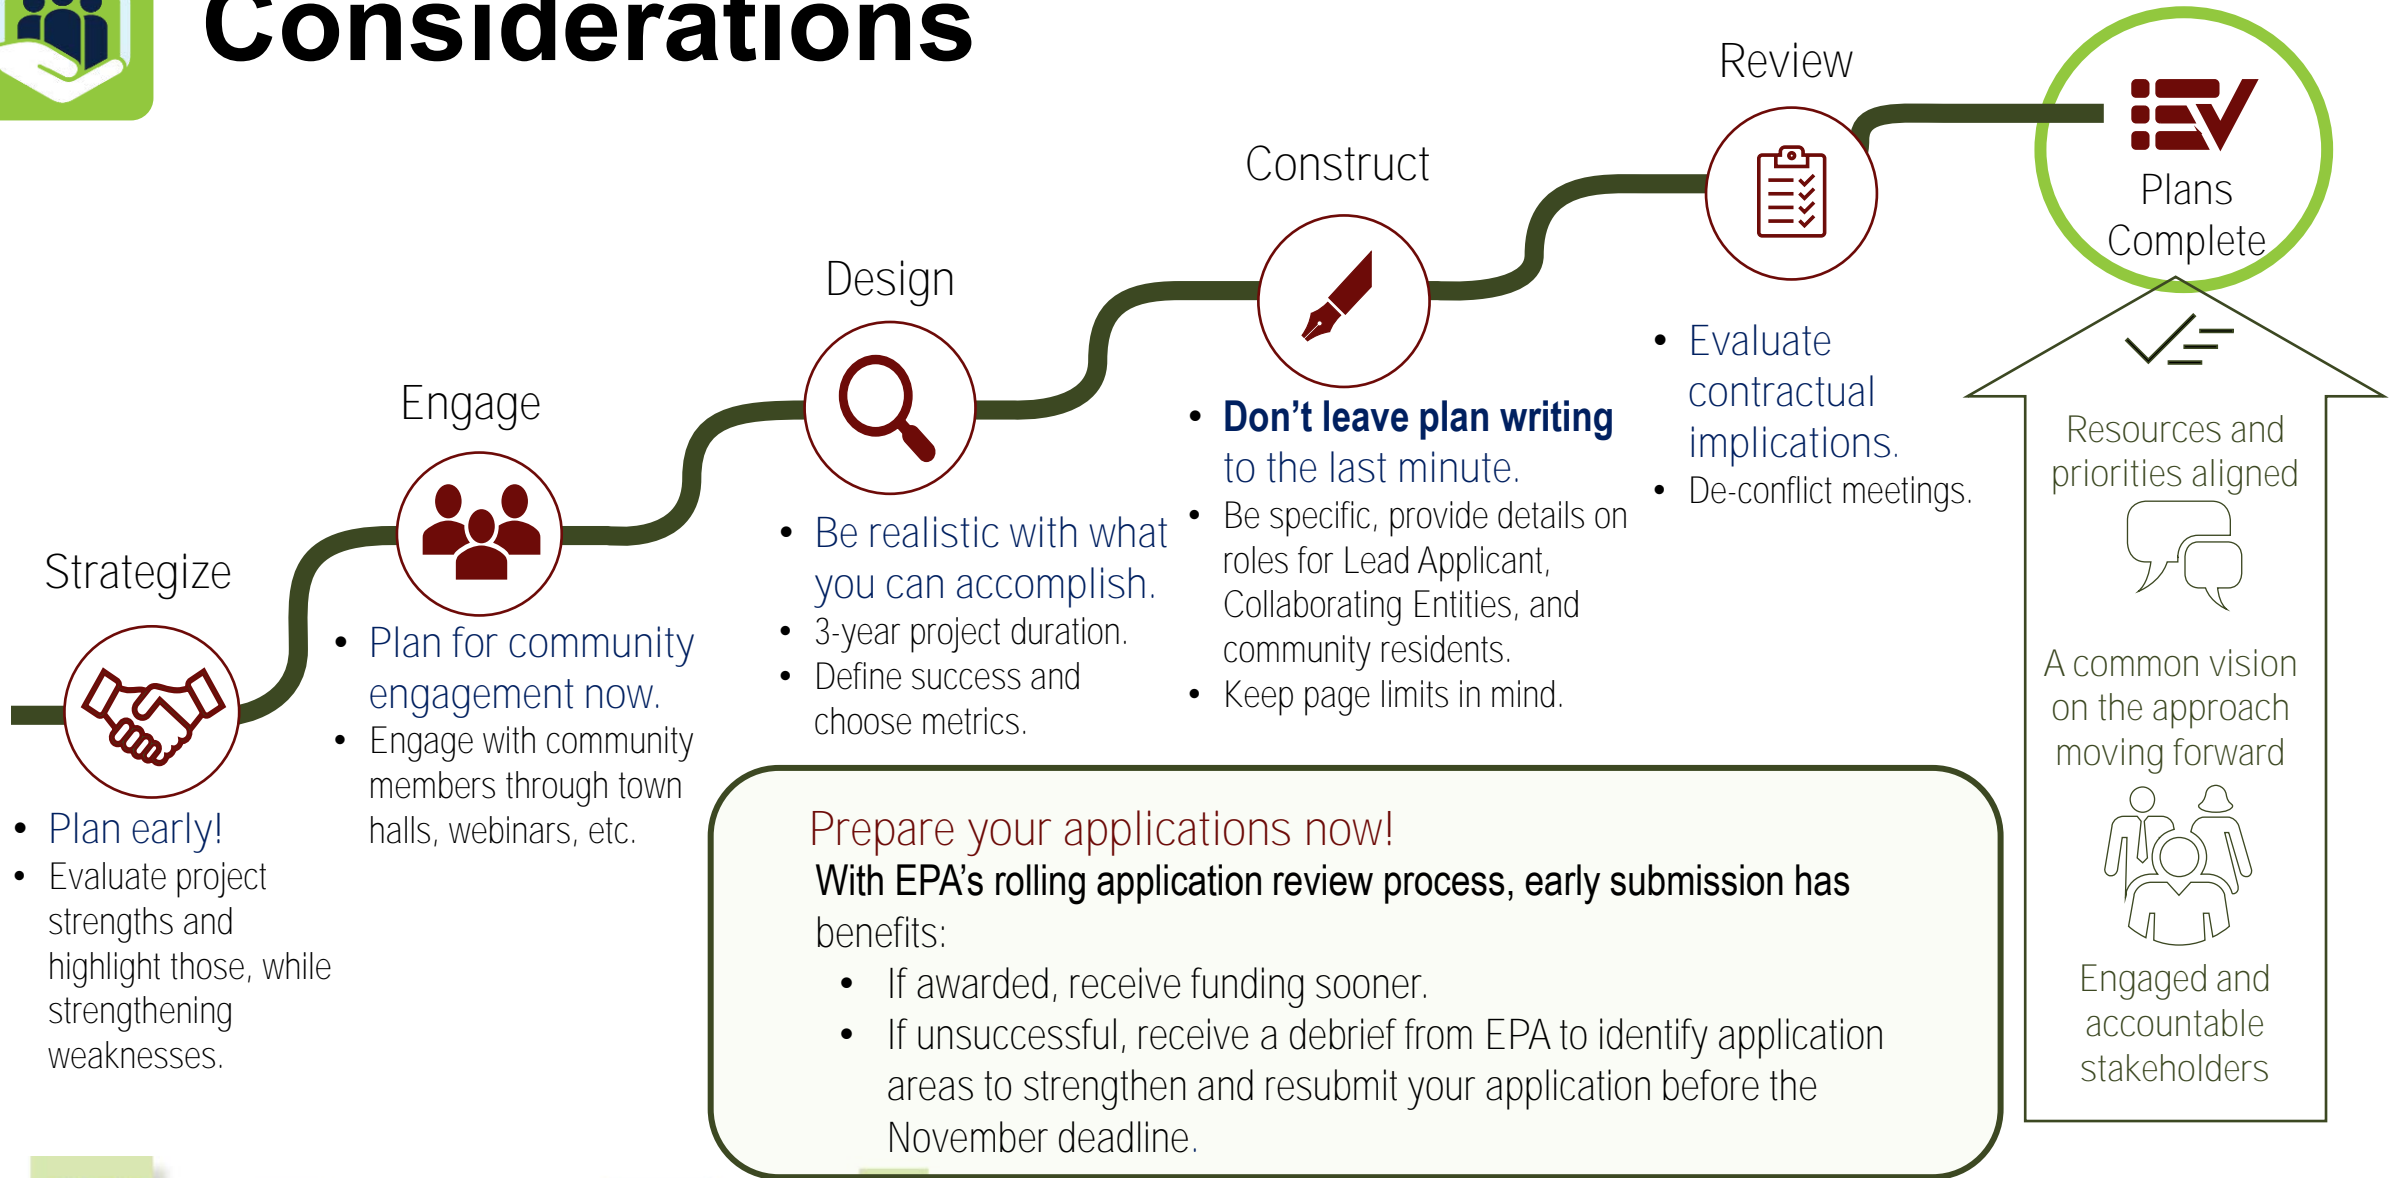 Considerations
Strategize
• Plan early!
• Evaluate project
strengths and
highlight those, while
strengthening
weaknesses.
Engage
• Plan for community
engagement now.
• Engage with community
members through town
halls, webinars, etc.
Design
• Be realistic with what
you can accomplish.
• 3-year project duration.
• Define success and
choose metrics.
Construct
• Don't leave plan writing
to the last minute.
• Be specific, provide details on
roles for Lead Applicant,
Collaborating Entities, and
community residents.
• Keep page limits in mind.
Review
• Evaluate
contractual
implications.
• De-conflict meetings.
Plans
Complete
Resources and
priorities aligned
A common vision
on the approach
moving forward
Engaged and
accountable
stakeholders
Prepare your applications now!
With EPA's rolling application review process, early submission has
benefits:
• If awarded, receive funding sooner.
• If unsuccessful, receive a debrief from EPA to identify application
areas to strengthen and resubmit your application before the
November deadline.